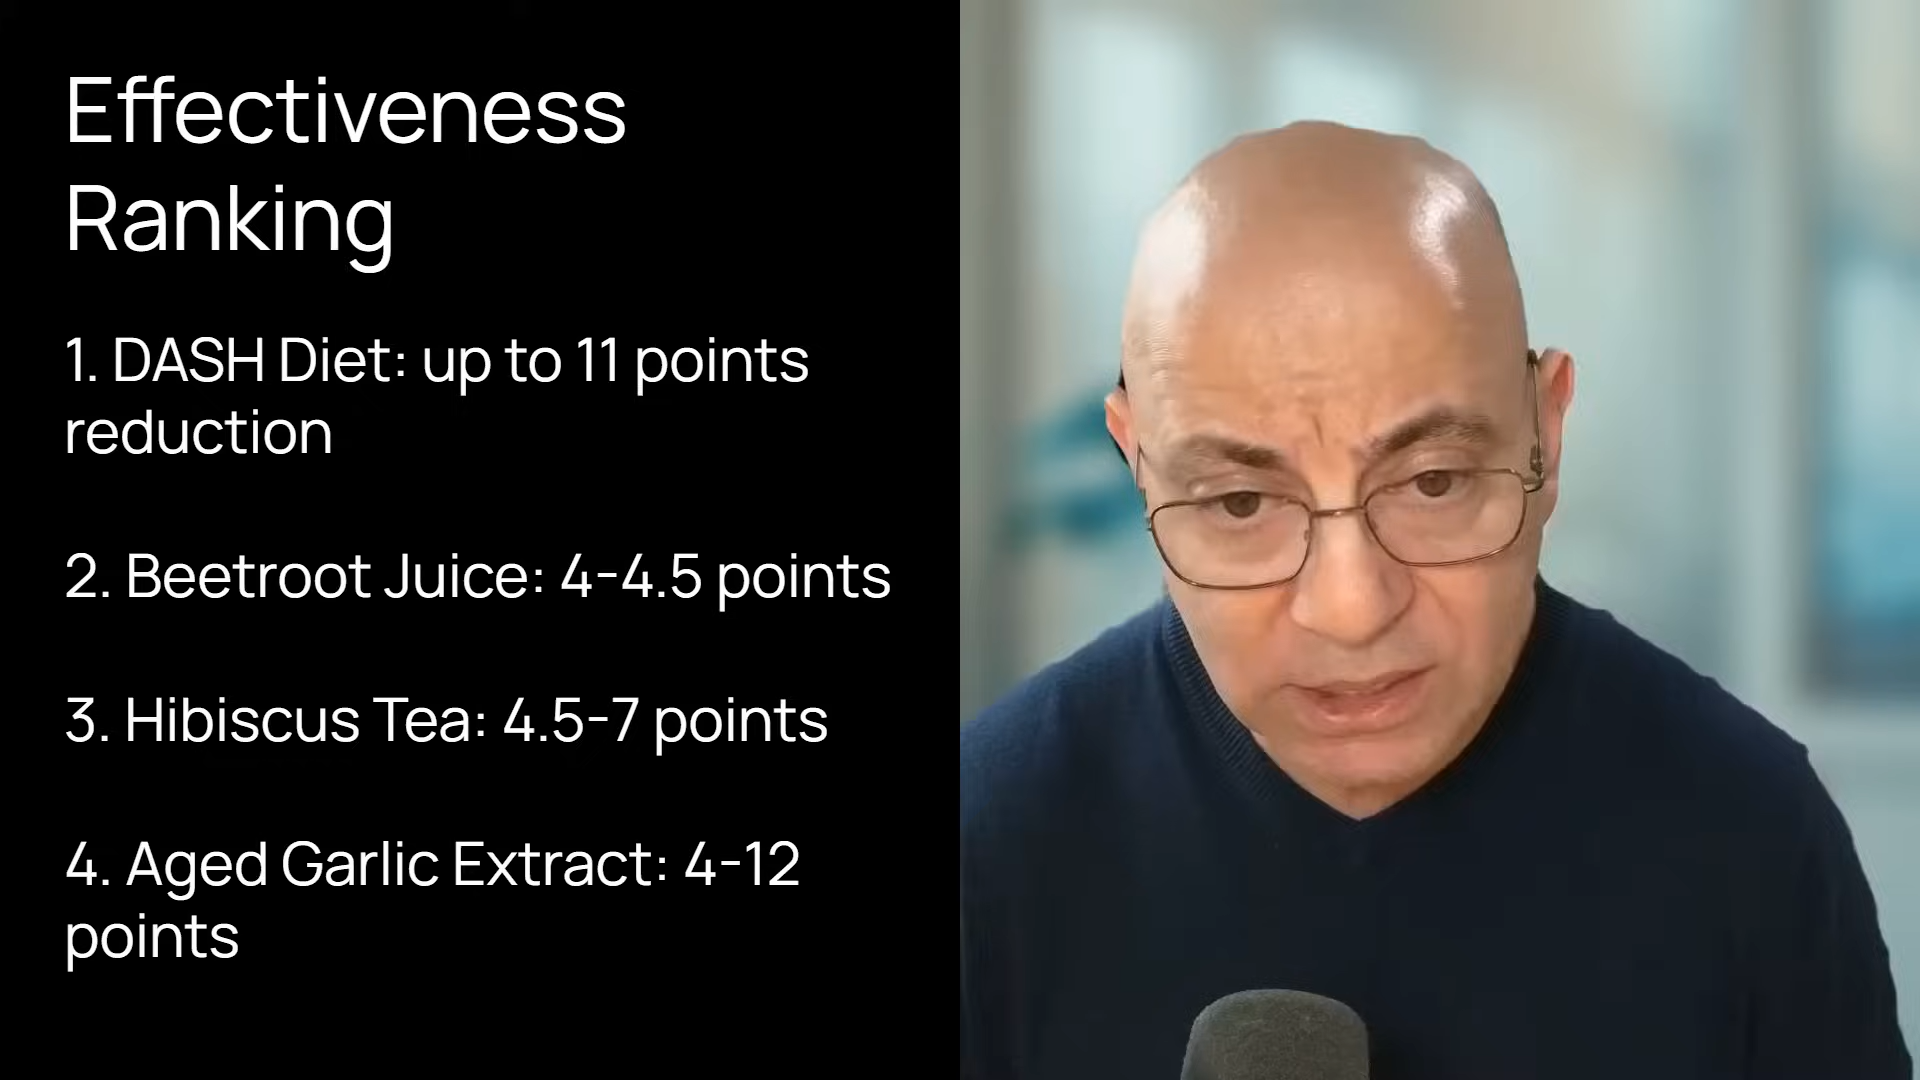 Effectiveness
Ranking
1. DASH Diet: up to 11 points
reduction
2. Beetroot Juice: 4-4.5 points
3. Hibiscus Tea: 4.5-7 points
4. Aged Garlic Extract: 4-12
points